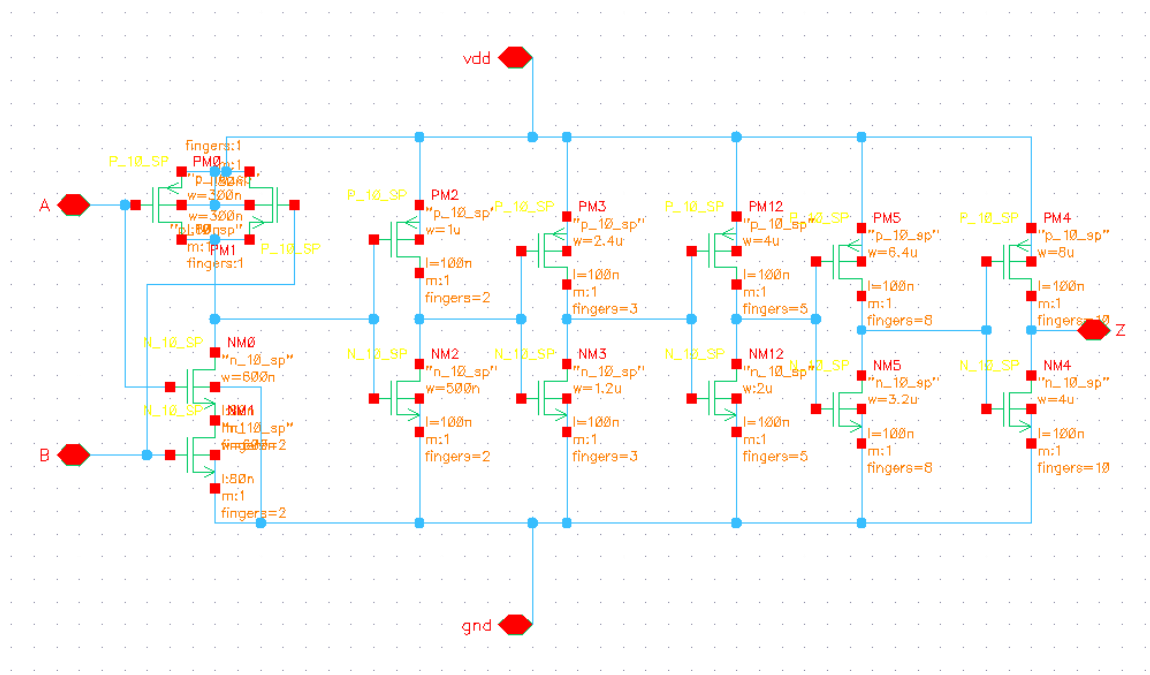 vdd
fingers:1
P_10_SP
PM0
w=300n
A
w=300n
m:1
PM1
P_10_SP
fingers:1
P_10_SP
PM2
"p_10_sp"
w=1u
l=100n
m:1
fingers=2
P_10_SP
PM3
"p_10_sp"
w=2.4u
l=100n
m:1
fingers=3
P_10_SP
PM12
"p_10_sp"
w=4u
l=100n
m:1
fingers=5
P_10_SP
PM5
"p_10_sp"
w=6.4u
l=100n
m:1
fingers=8
P_10_SP
PM4
"p_10_sp"
w=8u
l=100n
m:1
fingers=10
Z
N_10_SP
NM0
"n_10_sp"
w=600n
N_10_SP
NM1
B
l:80n
m:1
fingers=2
N_10_SP
NM2
"n_10_sp"
w=500n
l=100n
m:1
fingers=2
N_10_SP
NM3
"n_10_sp"
w=1.2u
l=100n
m:1
fingers=3
N_10_SP
NM12
"n_10_sp"
w:2u
l=100n
m:1
fingers=5
N_10_SP
NM5
"n_10_sp"
w=3.2u
l=100n
m:1
fingers=8
N_10_SP
NM4
"n_10_sp"
w=4u
l=100n
m:1
fingers=10
gnd